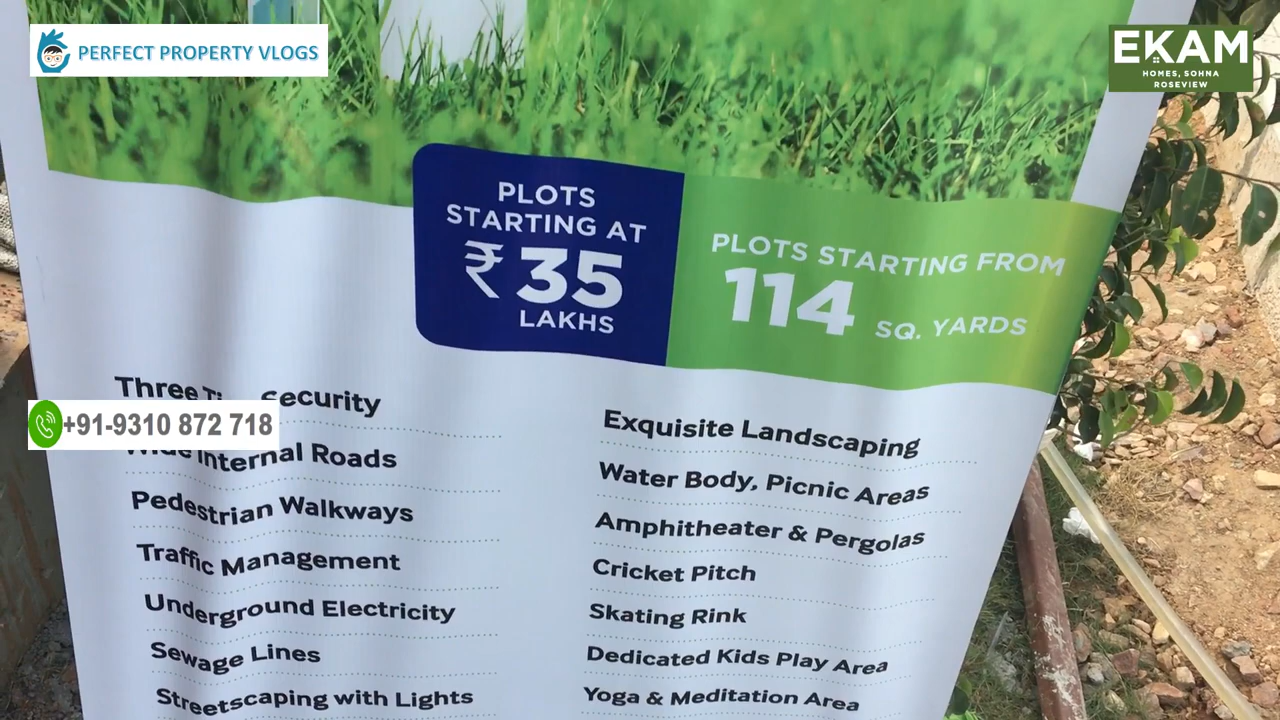 PERFECT PROPERTY VLOGS
EKAM
HOMES, SOHNA
ROSEVIEW
PLOTS
STARTING AT
₹ 35
LAKHS
PLOTS STARTING FROM
114 SQ. YARDS
Three Security
+91-9310 872 718
Wide Internal Roads
Pedestrian Walkways
Traffic Management
Underground Electricity
Sewage Lines
Streetscaping with Lights
Exquisite Landscaping
Water Body, Picnic Areas
Amphitheater & Pergolas
Cricket Pitch
Skating Rink
Dedicated Kids Play Area
Yoga & Meditation Area